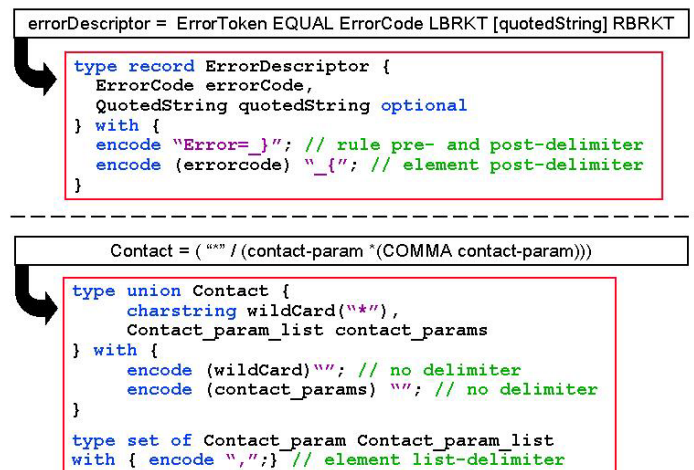 errorDescriptor = ErrorToken EQUAL ErrorCode LBRKT [quotedString] RBRKT
type record ErrorDescriptor {
ErrorCode errorCode,
QuotedString quotedString optional
} with {
encode “Error=_}”; // rule pre- and post-delimiter
encode (errorcode) “_{”; // element post-delimiter
}
Contact = ( “*” / (contact-param *(COMMA contact-param)))
type union Contact {
charstring wildCard(“*”),
Contact_param_list contact_params
} with {
encode (wildCard)“”; // no delimiter
encode (contact_params) “”; // no delimiter
}
type set of Contact_param Contact_param_list
with { encode “,”;} // element list-delimiter